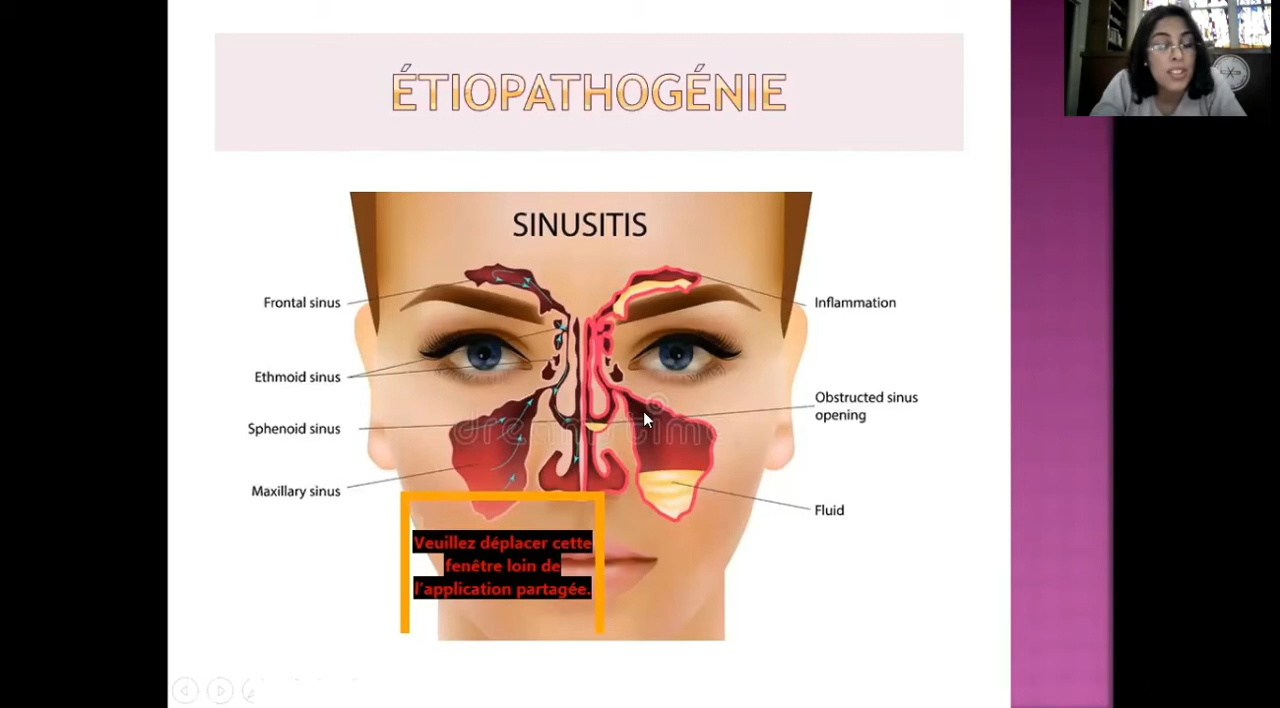 ÉTIOPATHOGÉNIE
SINUSITIS
Frontal sinus
Inflammation
Ethmoid sinus
Obstructed sinus
opening
Sphenoid sinus
dreamstime
Maxillary sinus
Fluid
Veuillez déplacer cette
fenêtre loin de
l'application partagée.